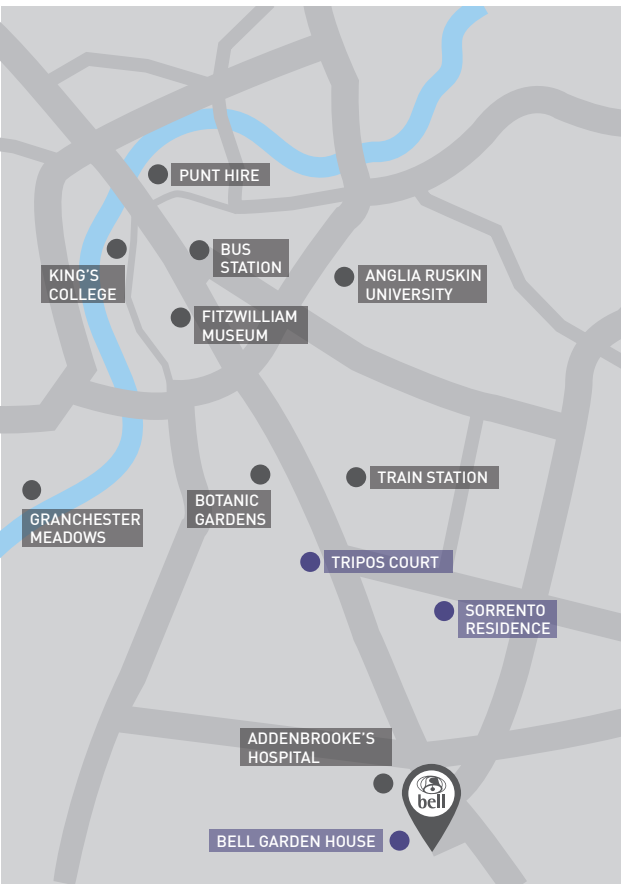 PUNT HIRE
KING'S
COLLEGE
BUS
STATION
ANGLIA RUSKIN
UNIVERSITY
FITZWILLIAM
MUSEUM
GRANCHESTER
MEADOWS
BOTANIC
GARDENS
TRAIN STATION
TRIPOS COURT
SORRENTO
RESIDENCE
ADDENBROOKE'S
HOSPITAL
bell
BELL GARDEN HOUSE